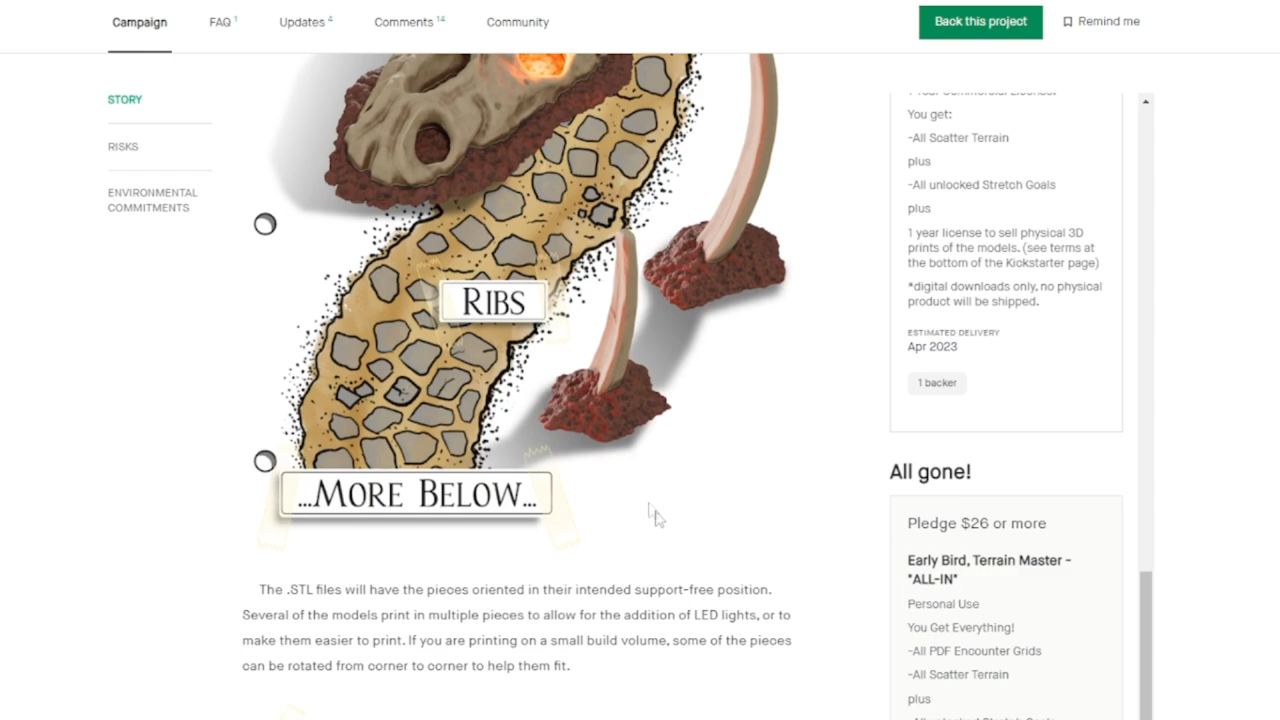 Campaign
FAQ 1
Updates 4
Comments 14
Community
Back this project
Remind me
STORY
RISKS
ENVIRONMENTAL
COMMITMENTS
RIBS
...MORE BELOW...
The .STL files will have the pieces oriented in their intended support-free position.
Several of the models print in multiple pieces to allow for the addition of LED lights, or to
make them easier to print. If you are printing on a small build volume, some of the pieces
can be rotated from corner to corner to help them fit.
You get:
-All Soatter Terrain
plus
-All unlocked Stretch Goals
plus
1 year license to sell physical 3D
prints of the models. (see terms at
the bottom of the Kickstarter page)
*digital downloads only, no physical
product will be shipped.
ESTIMATED DELIVERY
Apr 2023
1 backer
All gone!
Pledge $26 or more
Early Bird, Terrain Master -
"ALL-IN"
Personal Use
You Get Everything!
-All PDF Encounter Grids
-All Soatter Terrain
plus